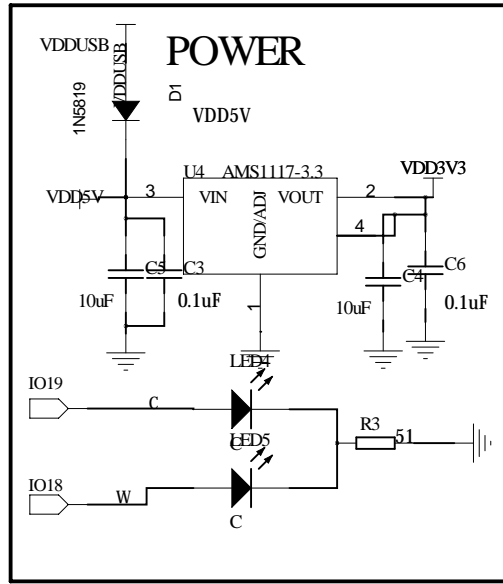 VDDUSB
POWER
VDDUSB
1N5819
D1
VDD5V
U4 AMS1117-3.3
VDD3V3
VDD5V
3
VIN
VOUT
2
GND/ADJ
4
C5
C3
C4
C6
10uF
0.1uF
1
10uF
0.1uF
LED4
IO19
C
R3
C
LED5
51
IO18
W
C